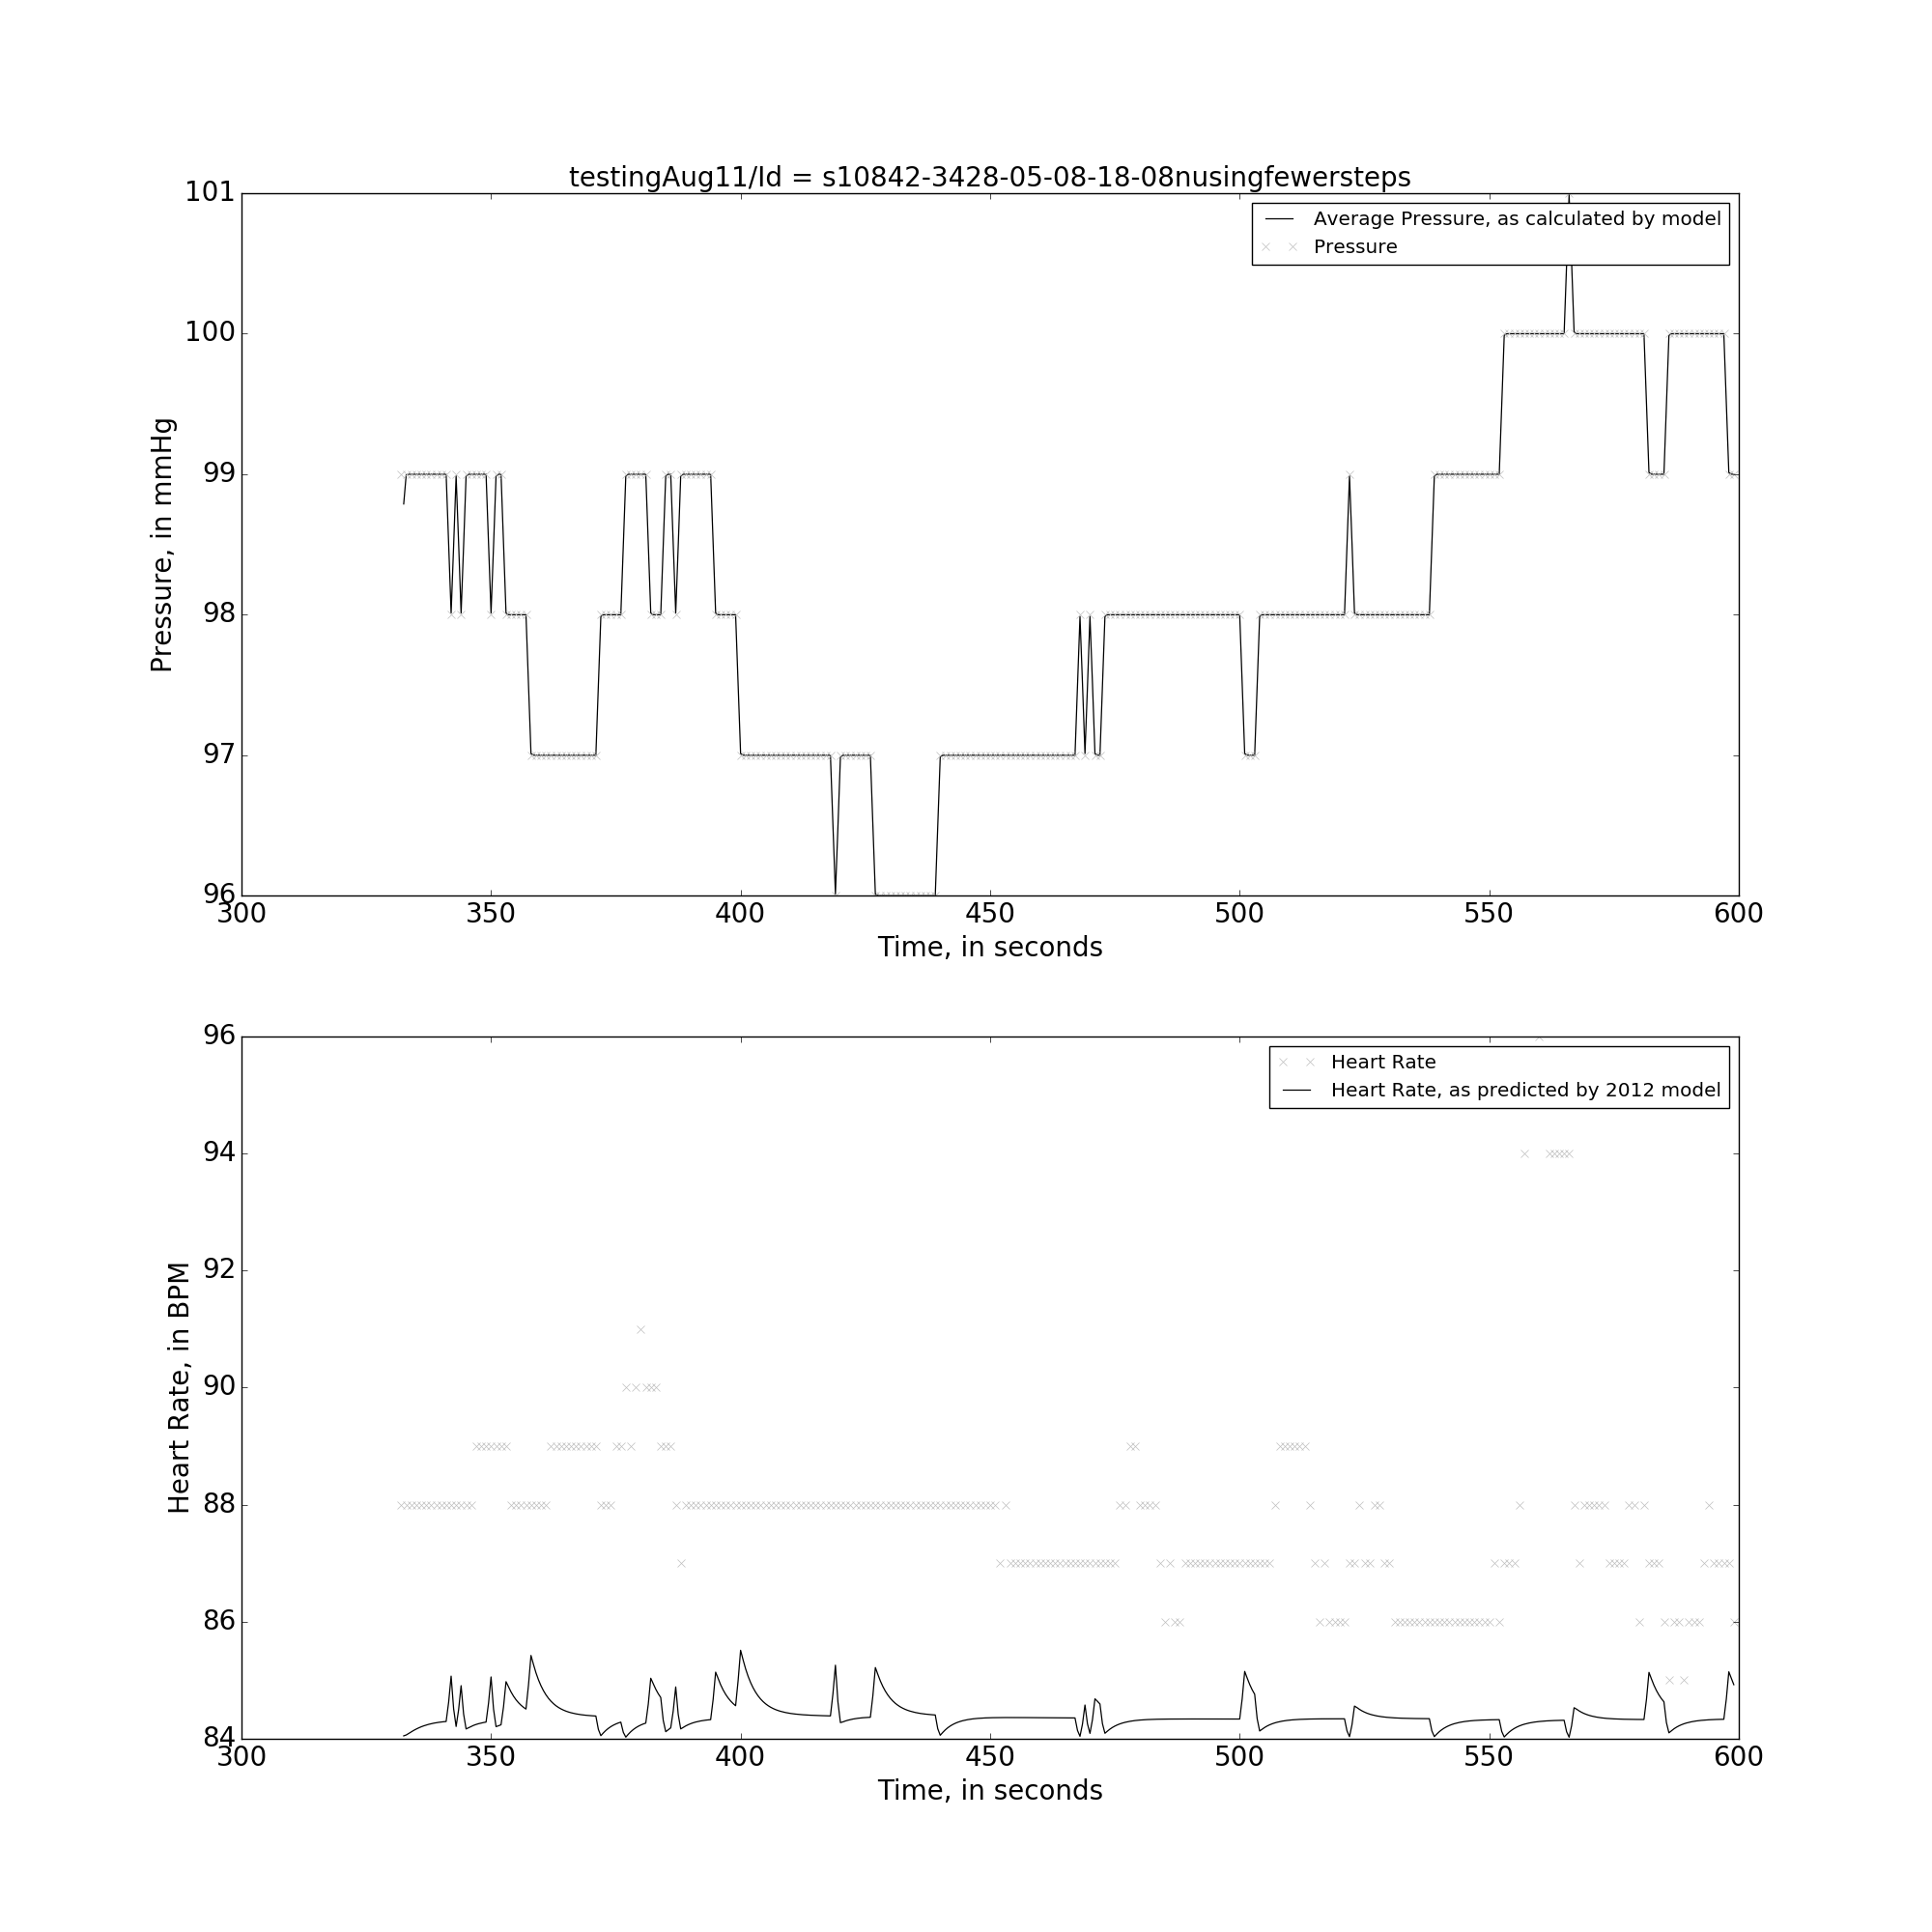 testingAug11/Id = s10842-3428-05-08-18-08nusingfewersteps
101
Average Pressure, as calculated by model
Pressure
100
99
98
97
96
Pressure, in mmHg
300 350 400 450 500 550 600
Time, in seconds
96
Heart Rate
Heart Rate, as predicted by 2012 model
94
92
90
88
86
84
Heart Rate, in BPM
300 350 400 450 500 550 600
Time, in seconds